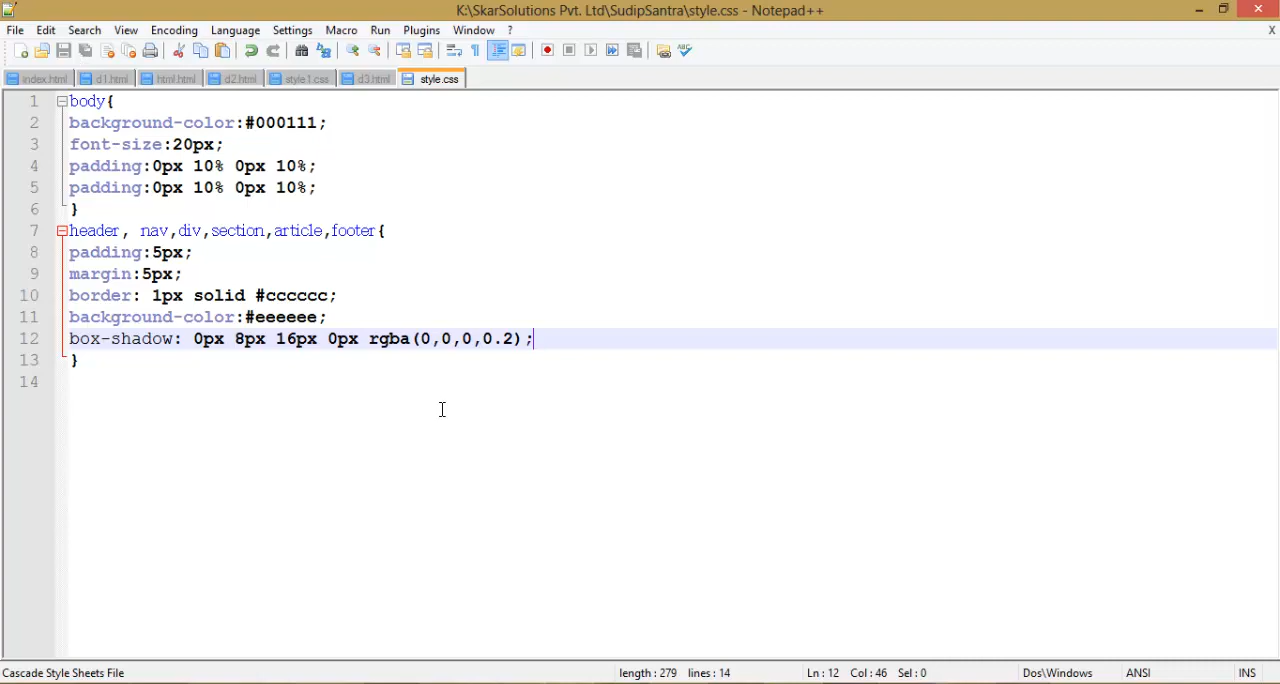 K:\SkarSolutions Pvt. Ltd\SudipSantra\style.css - Notepad++
File Edit Search View Encoding Language Settings Macro Run Plugins Window ? X
index.html d1.html html.html d2.html style1.css d3.html style.css
1 body{
2 background-color:#000111;
3 font-size:20px;
4 padding:0px 10% 0px 10%;
5 padding:0px 10% 0px 10%;
6 }
7 header, nav,div,section,article,footer{
8 padding:5px;
9 margin:5px;
10 border: 1px solid #cccccc;
11 background-color:#eeeeee;
12 box-shadow: 0px 8px 16px 0px rgba(0,0,0,0.2);
13 }
14
Cascade Style Sheets File length : 279 lines : 14 Ln : 12 Col : 46 Sel : 0 Dos\Windows ANSI INS